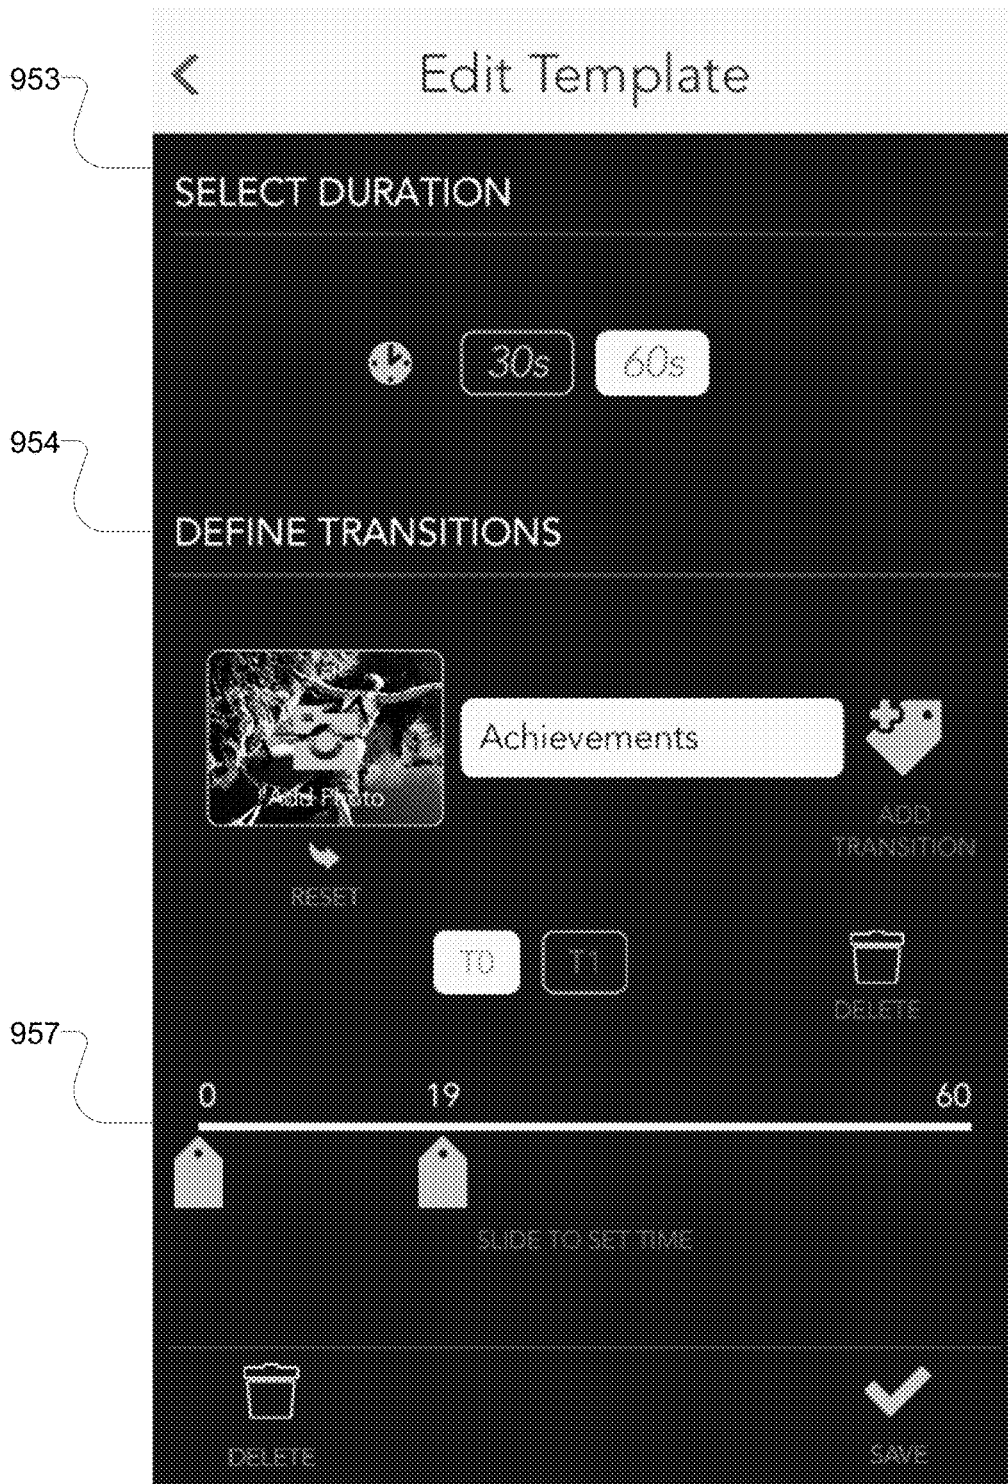 Edit Template
953
SELECT DURATION
30s 60s
954
DEFINE TRANSITIONS
Add Photo
Achievements
ADD
TRANSITION
RESET
T0 T1
DELETE
957
0 19 60
SLIDE TO SET TIME
DELETE SAVE